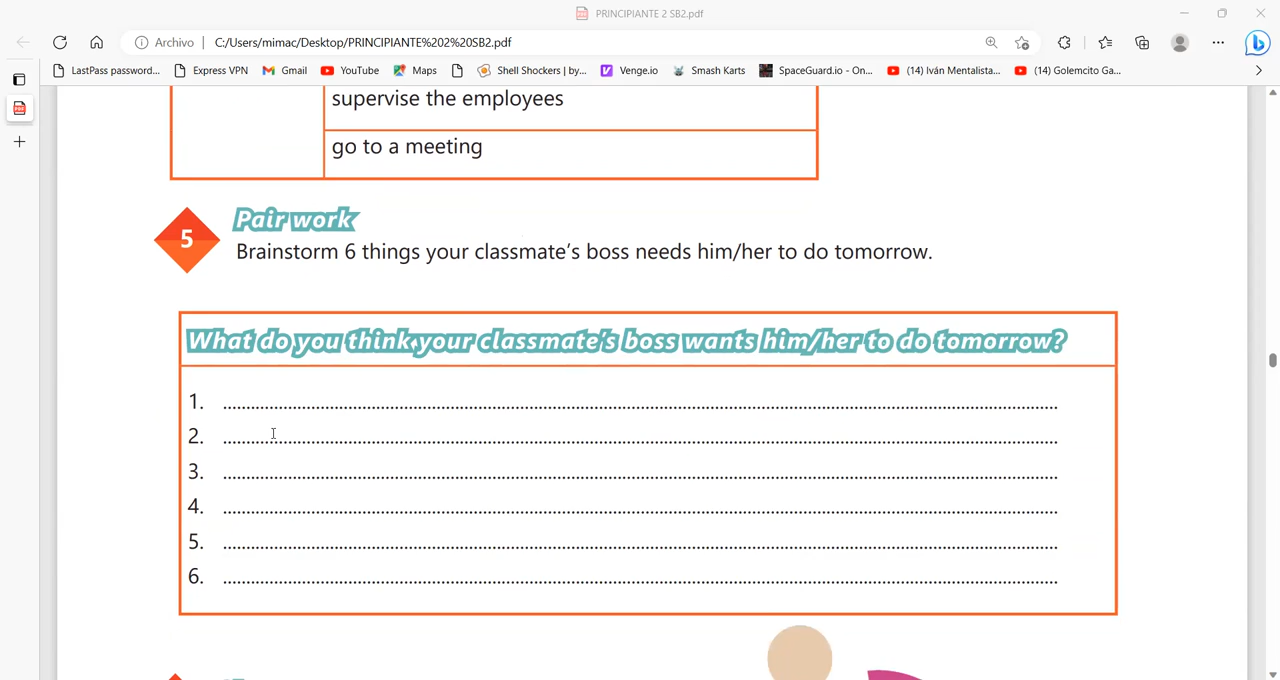 PRINCIPIANTE 2 SB2.pdf
Archivo | C:/Users/mimac/Desktop/PRINCIPIANTE%202%20SB2.pdf
LastPass password... Express VPN Gmail YouTube Maps Shell Shockers | by... Venge.io Smash Karts SpaceGuard.io - On... (14) Iván Mentalista... (14) Golemcito Ga...
supervise the employees
go to a meeting
Pair work
5 Brainstorm 6 things your classmate's boss needs him/her to do tomorrow.
What do you think your classmate's boss wants him/her to do tomorrow?
1. ........................................................................
2. ........................................................................
3. ........................................................................
4. ........................................................................
5. ........................................................................
6. ........................................................................